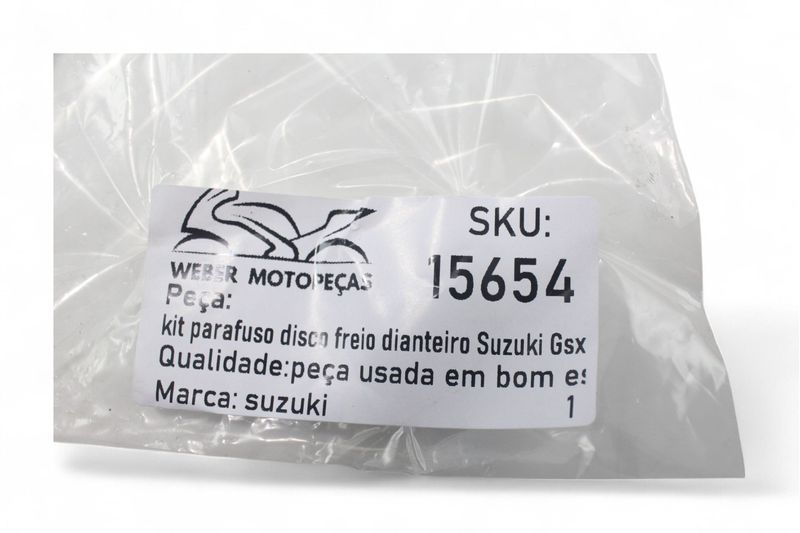 WEBER MOTOPEÇAS
SKU:
15654
Peça:
kit parafuso disco freio dianteiro Suzuki Gsx
Qualidade:peça usada em bom es
Marca: suzuki
1